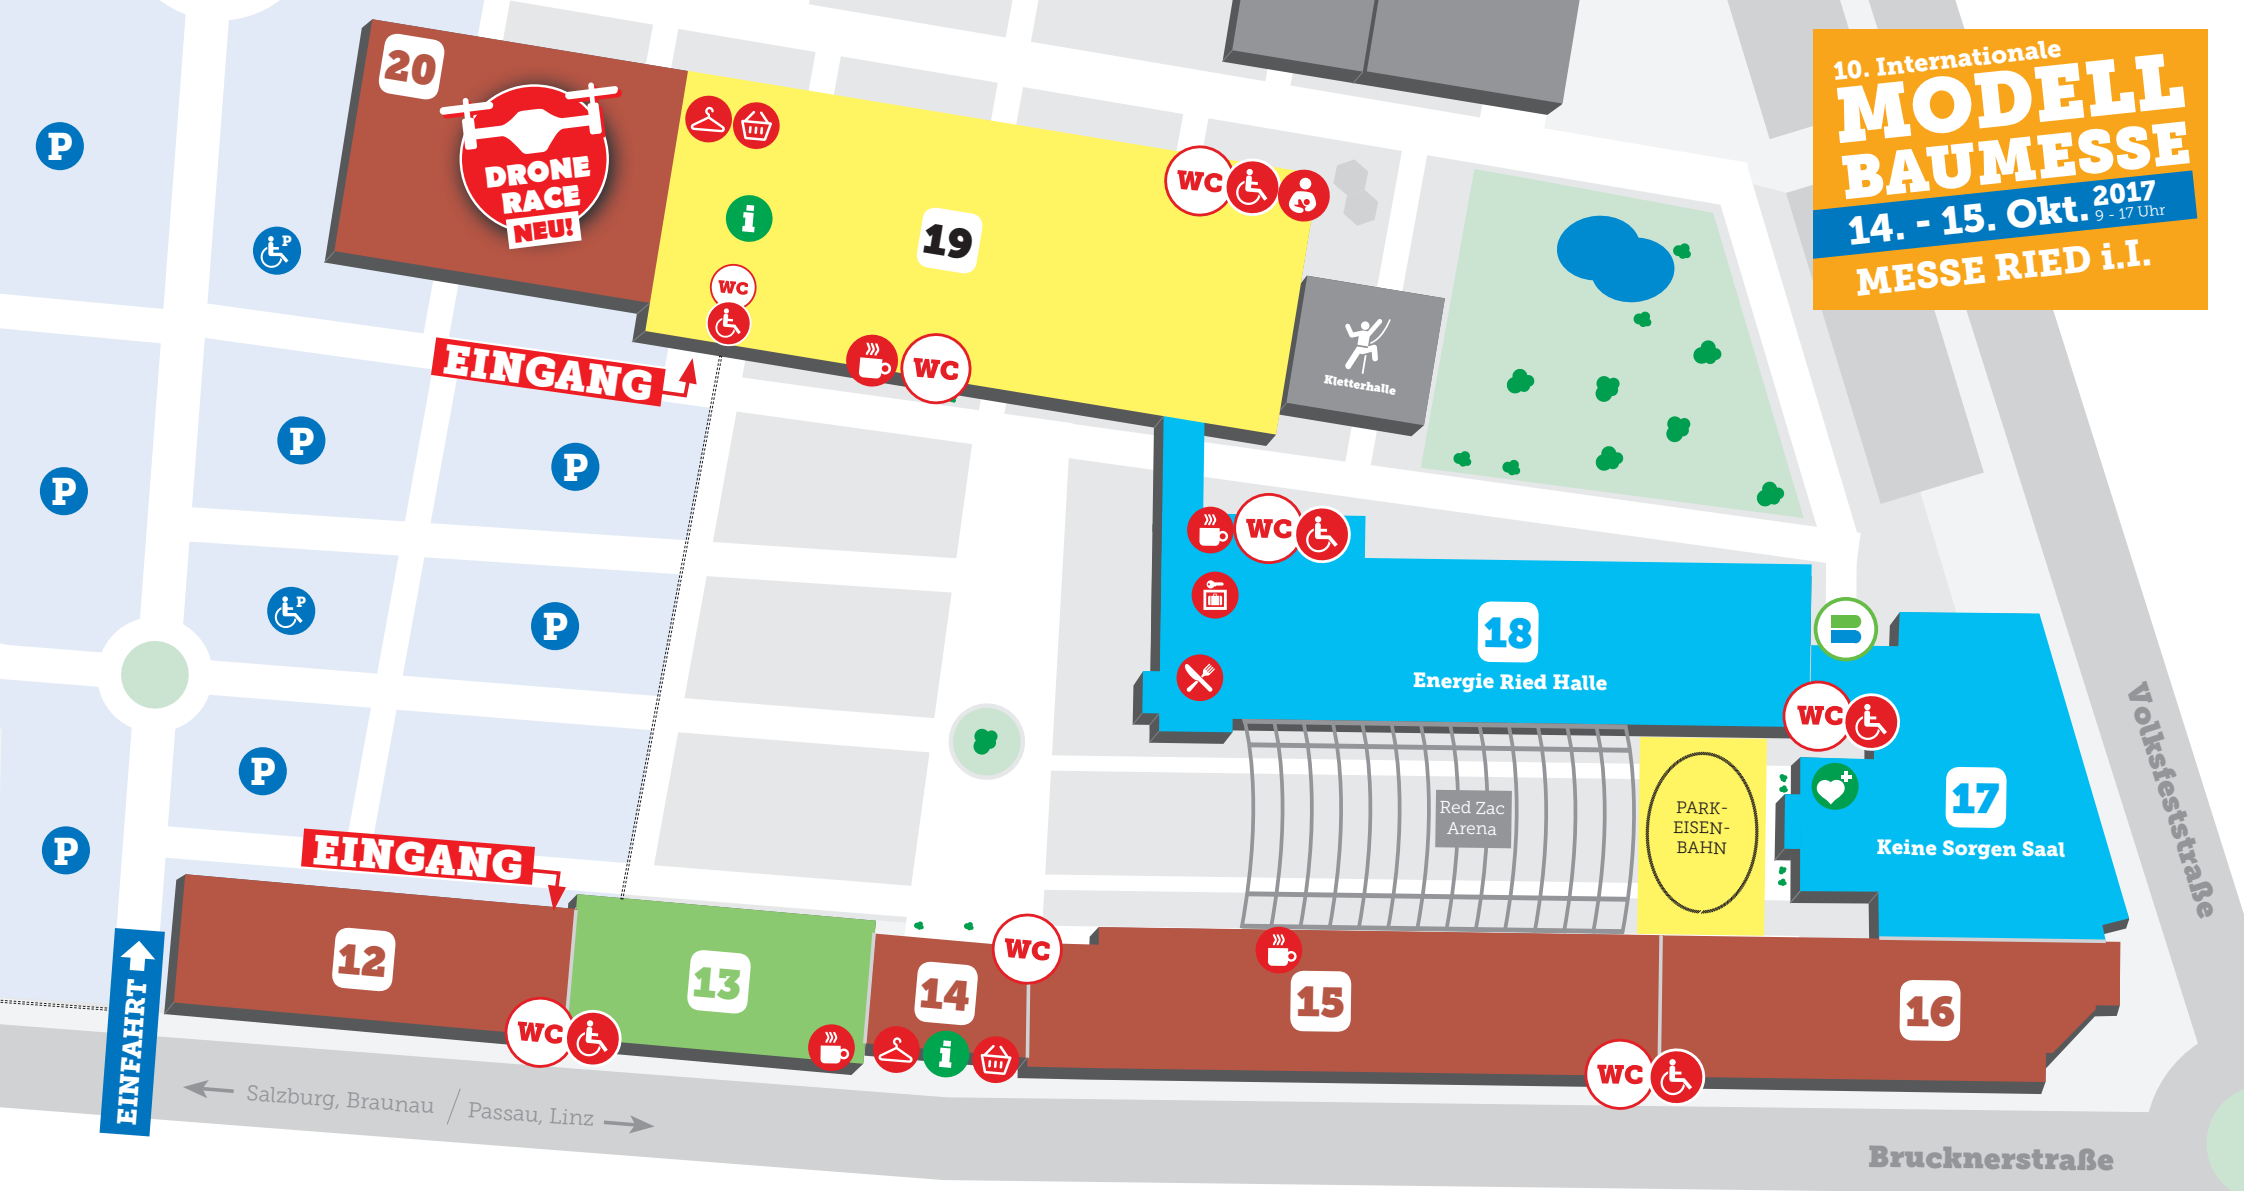 20
DRONE
RACE
NEU!
19
WC
WC
WC
EINGANG
Kletterhalle
10. Internationale
MODELL
BAUMESSE
14. - 15. Okt. 2017
9 - 17 Uhr
MESSE RIED i.I.
P
P
P
P
P
P
P
P
P
P
i
WC
18
Energie Ried Halle
WC
17
Keine Sorgen Saal
Red Zac
Arena
PARK-
EISEN-
BAHN
Volksfeststraße
EINGANG
12
13
14
15
16
WC
WC
WC
i
EINFAHRT
Salzburg, Braunau / Passau, Linz
Brucknerstraße